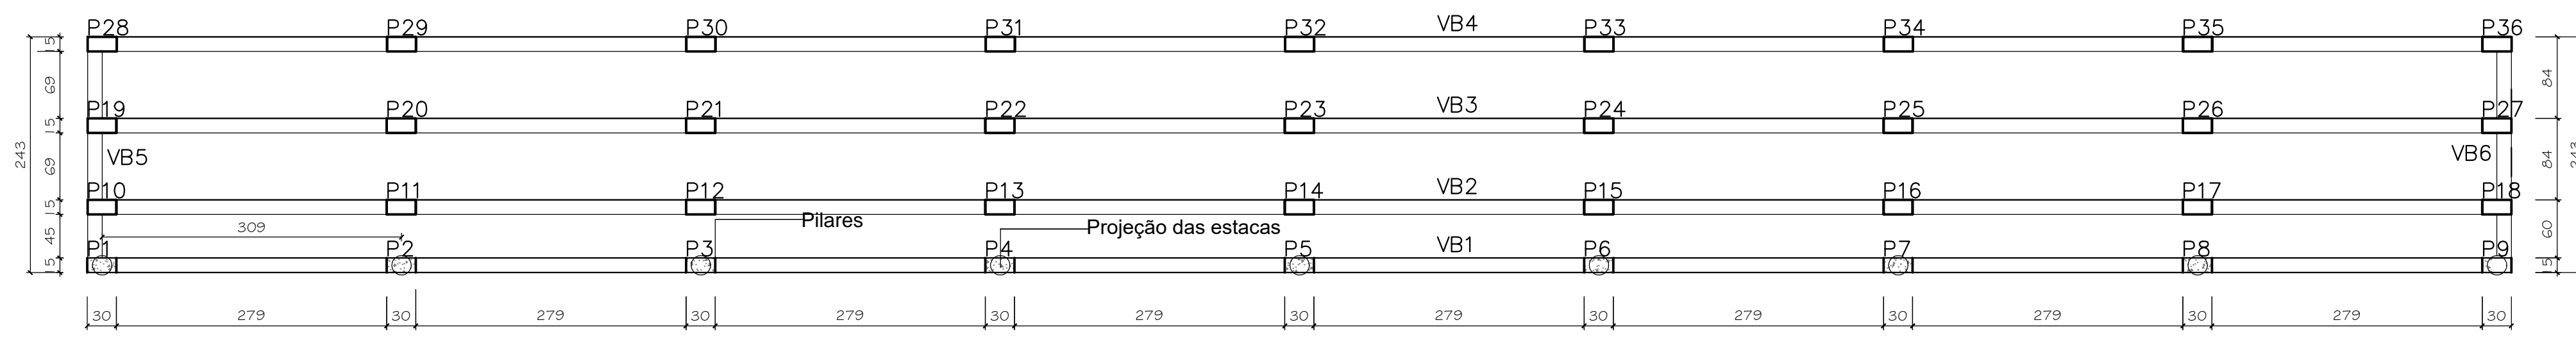 P28 P29 P30 P31 P32 VB4 P33 P34 P35 P36
15
69 84
P19 P20 P21 P22 P23 VB3 P24 P25 P26 P27
15
243 69 VB5 84 VB6 243
P10 P11 P12 P13 P14 VB2 P15 P16 P17 P18
15
Pilares
309 Projeção das estacas
45 60
P1 P2 P3 P4 P5 VB1 P6 P7 P8 P9
15 15
30 279 30 279 30 279 30 279 30 279 30 279 30 279 30 279 30